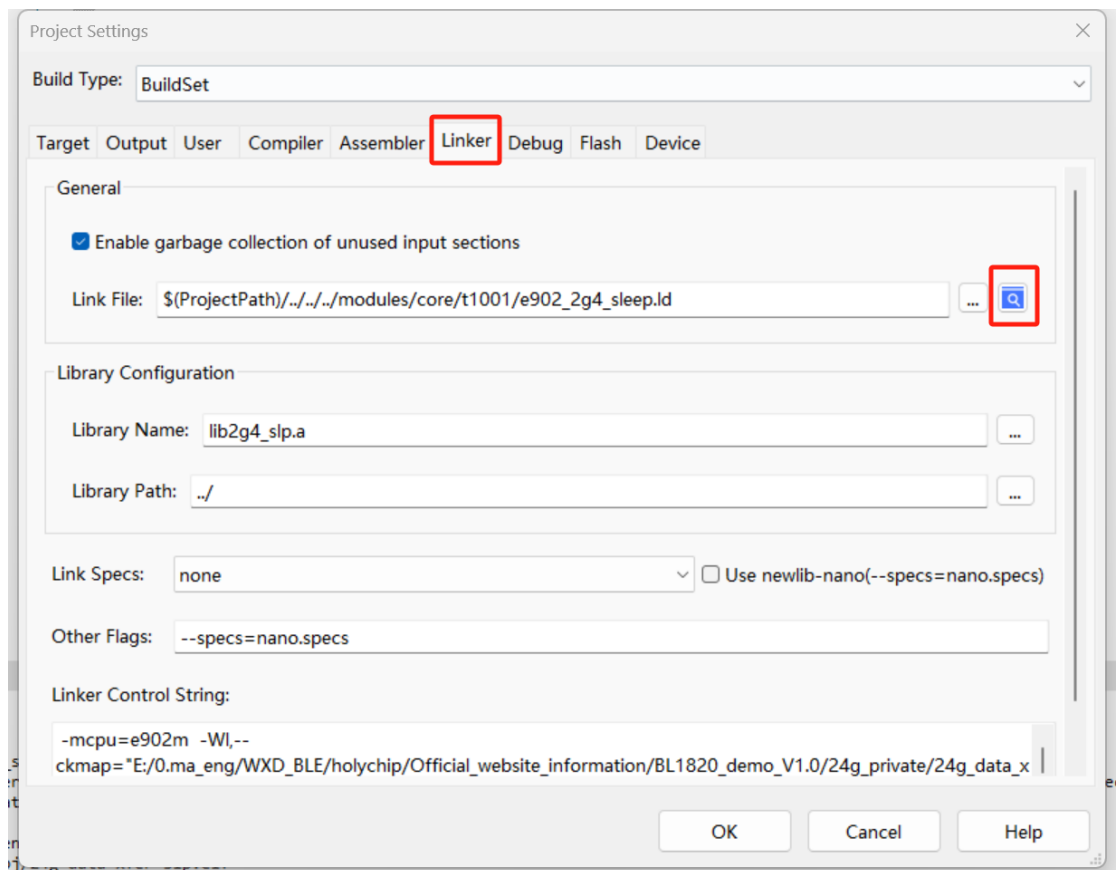 Project Settings
Build Type: BuildSet
Target Output User Compiler Assembler Linker Debug Flash Device
General
Enable garbage collection of unused input sections
Link File: $(ProjectPath)/../../../modules/core/t1001/e902_2g4_sleep.ld ...
Library Configuration
Library Name: lib2g4_slp.a ...
Library Path: ../ ...
Link Specs: none Use newlib-nano(--specs=nano.specs)
Other Flags: --specs=nano.specs
Linker Control String:
-mcpu=e902m -Wl,--
ckmap="E:/0.ma_eng/WXD_BLE/holychip/Official_website_information/BL1820_demo_V1.0/24g_private/24g_data_x
OK Cancel Help